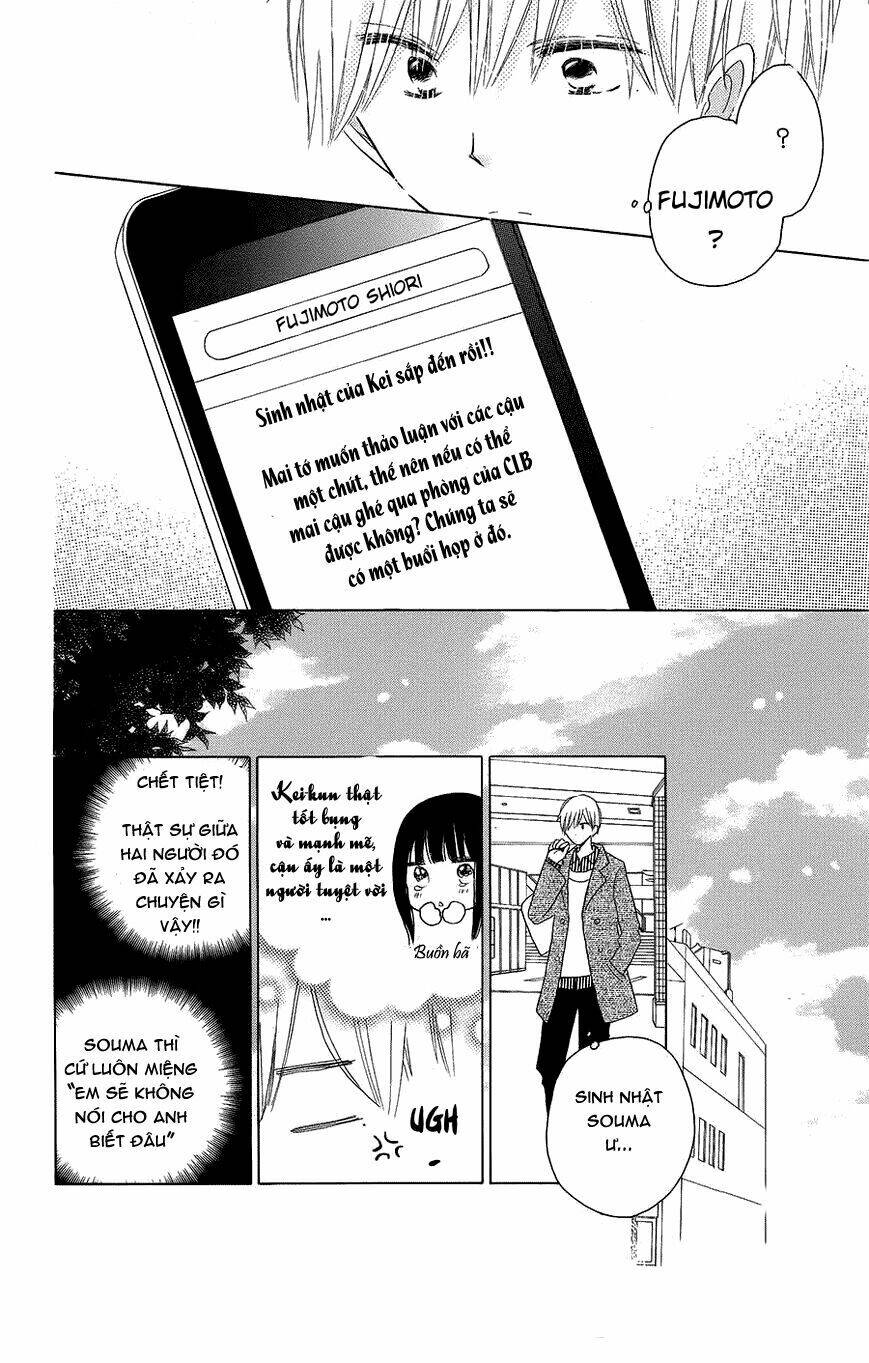 ?
FUJIMOTO
?
FUJIMOTO SHIORI
Sinh nhật của Kei sắp đến rồi!!
Mai tớ muốn thảo luận với các cậu
một chút, thế nên nếu có thể
mai cậu ghé qua phòng của CLB
được không? Chúng ta sẽ
có một buổi họp ở đó.
SINH NHẬT
SOUMA
Ư...
Kei-kun thật
tốt bụng
và mạnh mẽ,
cậu ấy là một
người tuyệt vời
...
Buồn bã
UGH
CHẾT TIỆT!
THẬT SỰ GIỮA
HAI NGƯỜI ĐÓ
ĐÃ XẢY RA
CHUYỆN GÌ
VẬY!!
SOUMA THÌ
CỨ LUÔN MIỆNG
"EM SẼ KHÔNG
NÓI CHO ANH
BIẾT ĐÂU"